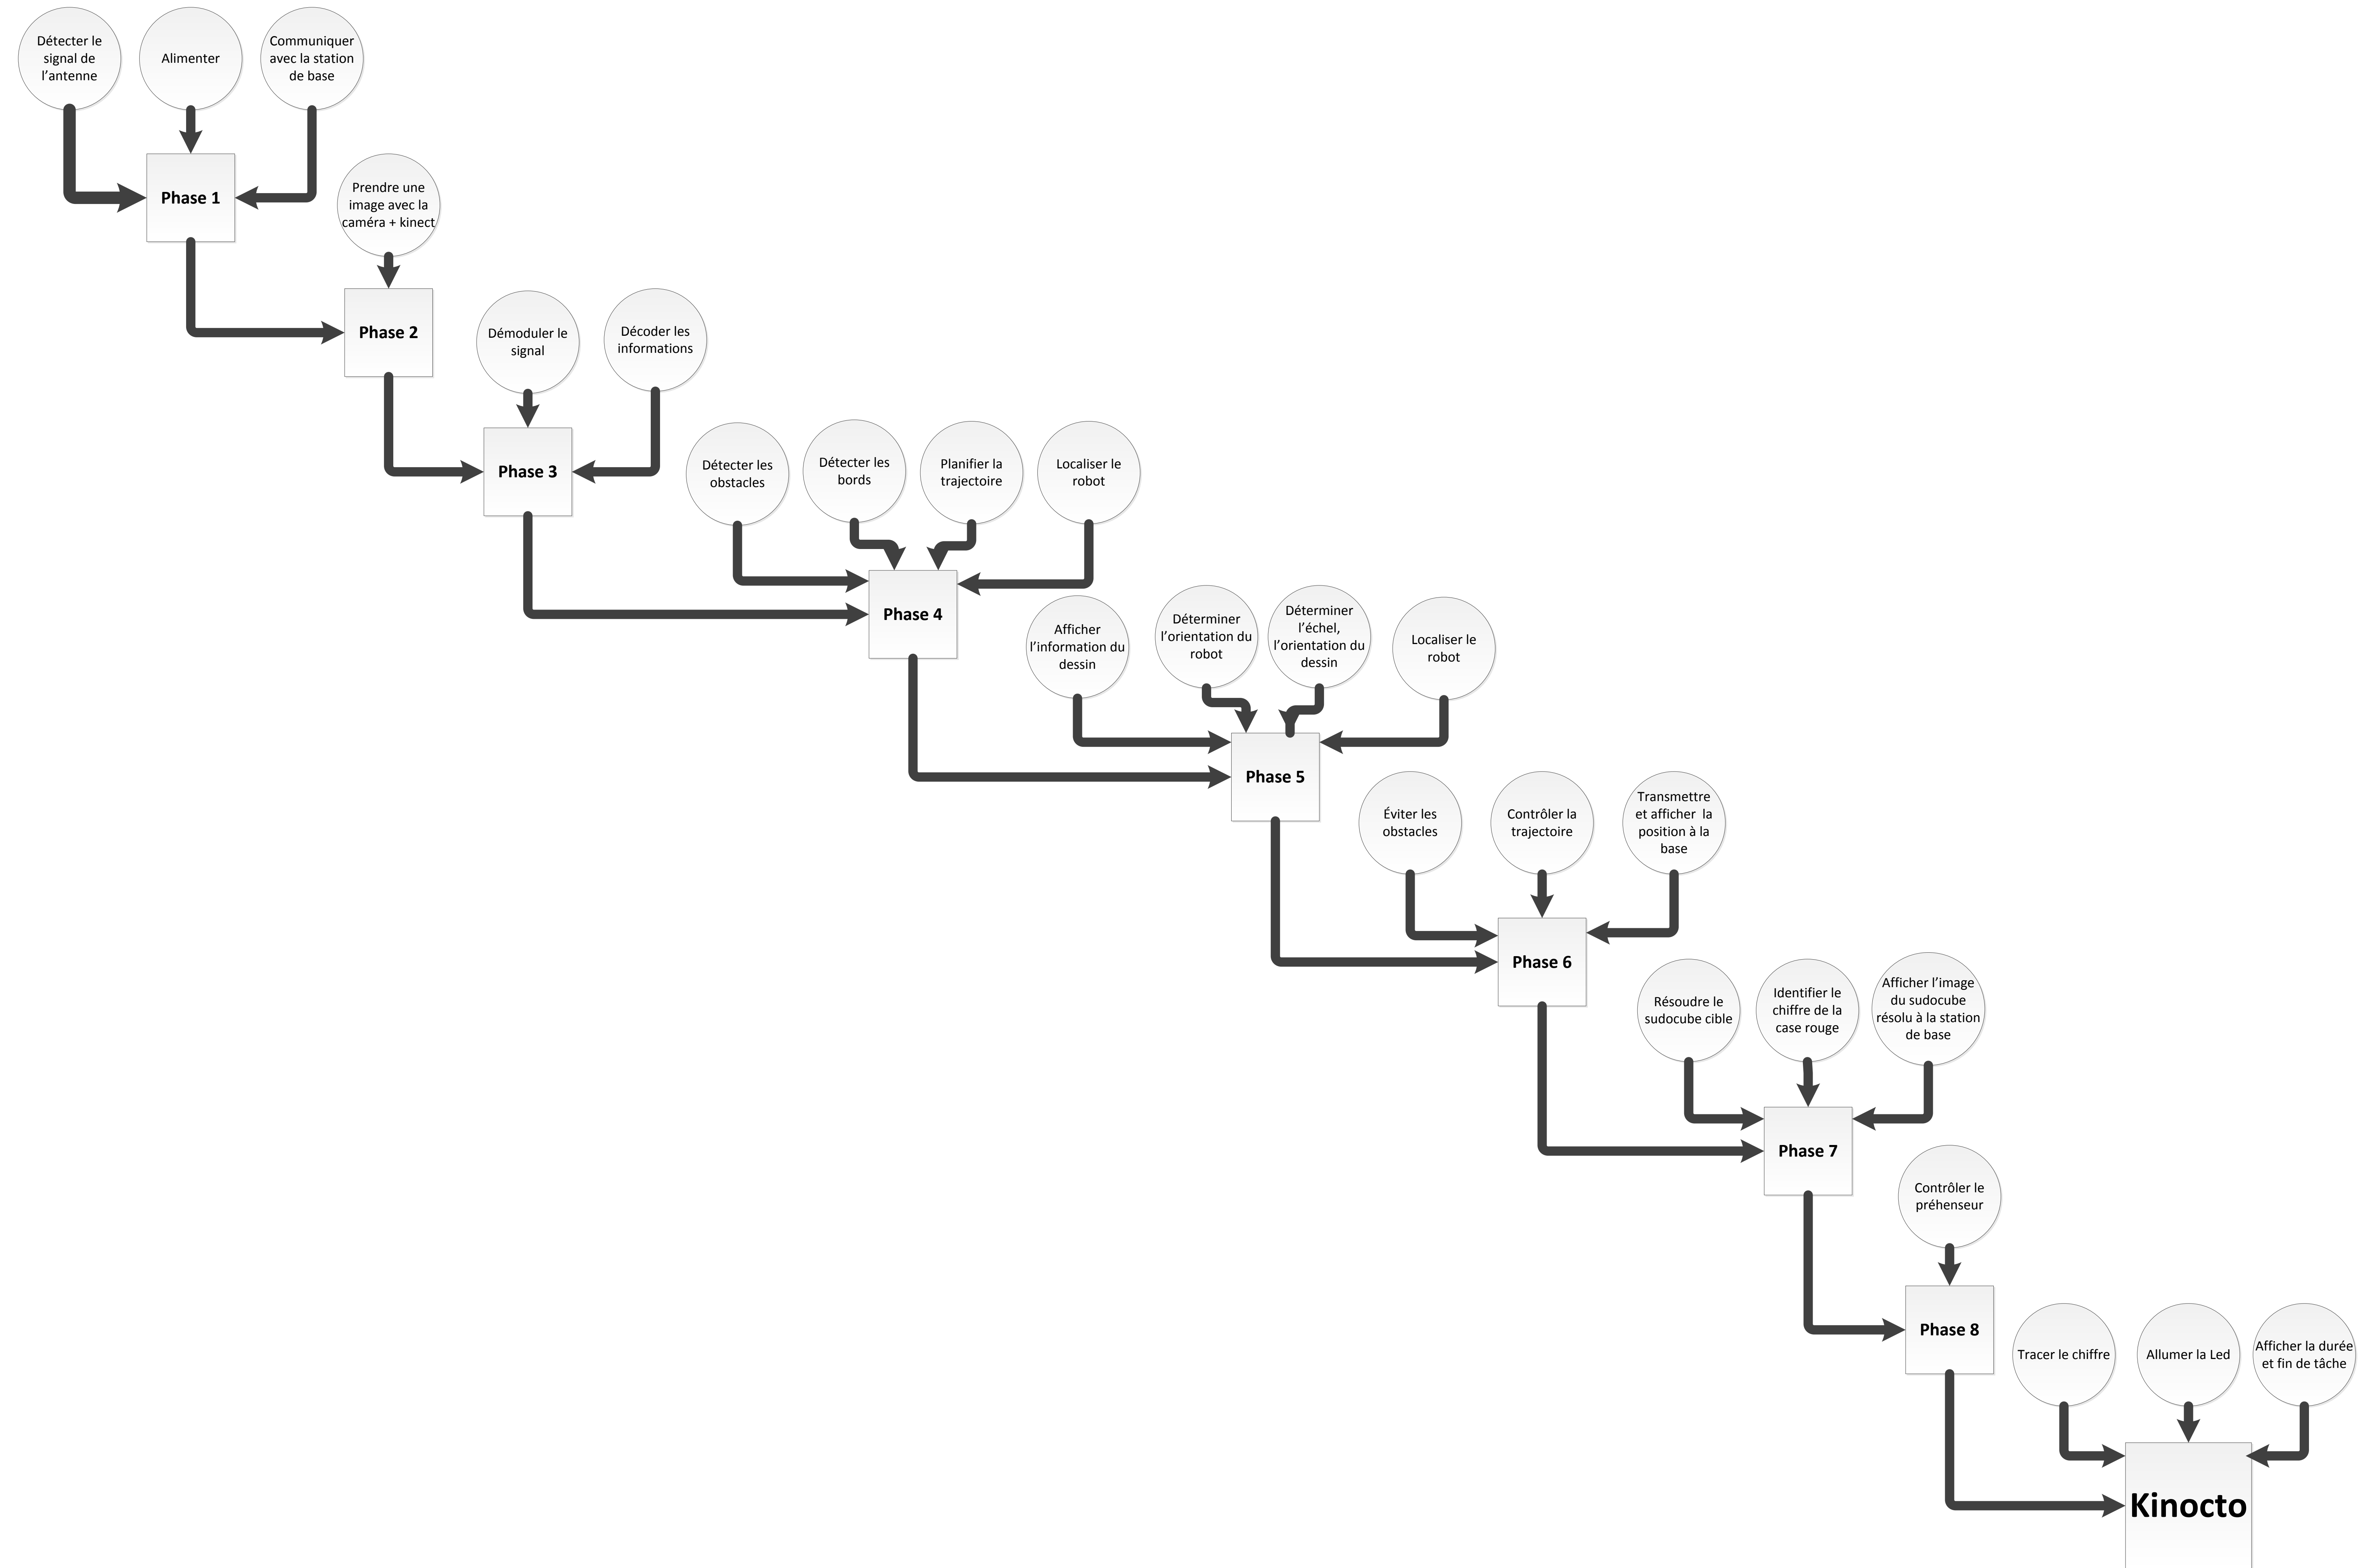 Détecter le
signal de
l'antenne
Alimenter
Communiquer
avec la station
de base
Phase 1
Prendre une
image avec la
caméra + kinect
Phase 2
Démoduler le
signal
Décoder les
informations
Phase 3
Détecter les
obstacles
Détecter les
bords
Planifier la
trajectoire
Localiser le
robot
Phase 4
Afficher
l'information du
dessin
Déterminer
l'orientation du
robot
Déterminer
l'échel,
l'orientation du
dessin
Localiser le
robot
Phase 5
Éviter les
obstacles
Contrôler la
trajectoire
Transmettre
et afficher la
position à la
base
Phase 6
Résoudre le
sudocube cible
Identifier le
chiffre de la
case rouge
Afficher l'image
du sudocube
résolu à la station
de base
Phase 7
Contrôler le
préhenseur
Phase 8
Tracer le chiffre
Allumer la Led
Afficher la durée
et fin de tâche
Kinocto